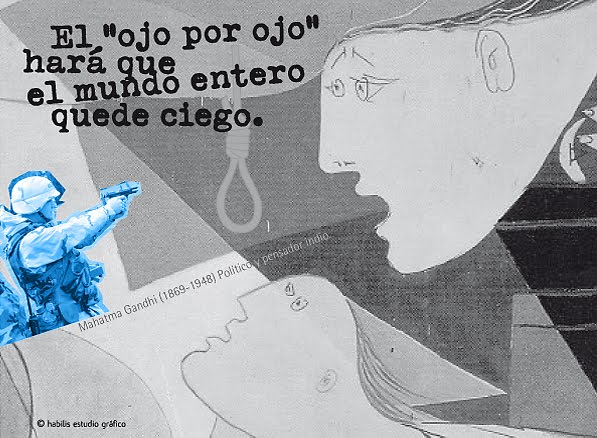 El "ojo por ojo"
hará que
el mundo entero
quede ciego.
Mahatma Gandhi (1869-1948) Político y pensador indio
© habilis estudio gráfico